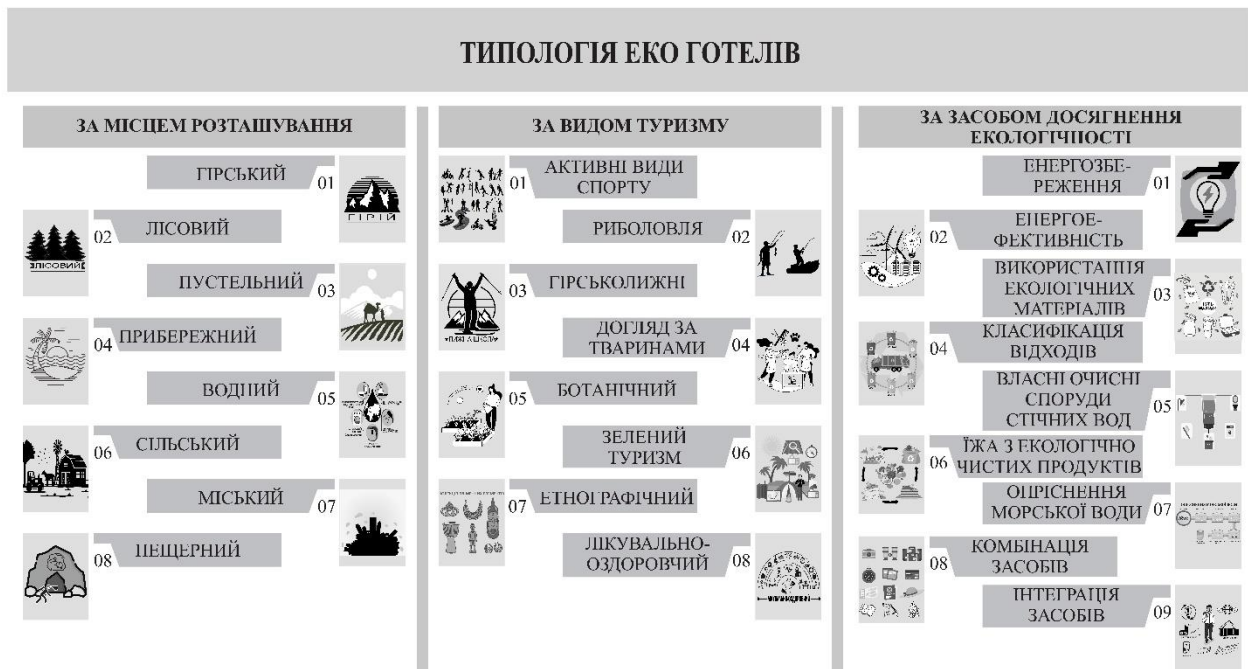 ТИПОЛОГІЯ ЕКО ГОТЕЛІВ
ЗА МІСЦЕМ РОЗТАШУВАННЯ
ГІРСЬКИЙ
01
ГІРІЙ
02
ЛІСОВИЙ
ЗЛІСОВИЙ
ПУСТЕЛЬНИЙ
03
04
ПРИБЕРЕЖНИЙ
ВОДНИЙ
05
06
СІЛЬСЬКИЙ
МІСЬКИЙ
07
08
ПЕЩЕРНИЙ
ЗА ВИДОМ ТУРИЗМУ
01
АКТИВНІ ВИДИ
СПОРТУ
РИБОЛОВЛЯ
02
03
ГІРСЬКОЛИЖНІ
ДОГЛЯД ЗА
ТВАРИНАМИ
04
05
БОТАНІЧНИЙ
ЗЕЛЕНИЙ
ТУРИЗМ
06
07
ЕТНОГРАФІЧНИЙ
ЛІКУВАЛЬНО-
ОЗДОРОВЧИЙ
08
ЗА ЗАСОБОМ ДОСЯГНЕННЯ
ЕКОЛОГІЧНОСТІ
ЕНЕРГОЗБЕ-
РЕЖЕННЯ
01
02
ЕНЕРГОЕ-
ФЕКТИВНІСТЬ
ВИКОРИСТАННЯ
ЕКОЛОГІЧНИХ
МАТЕРІАЛІВ
03
04
КЛАСИФІКАЦІЯ
ВІДХОДІВ
ВЛАСНІ ОЧИСНІ
СПОРУДИ
СТІЧНИХ ВОД
05
06
ЇЖА З ЕКОЛОГІЧНО
ЧИСТИХ ПРОДУКТІВ
ОПРІСНЕННЯ
МОРСЬКОЇ ВОДИ
07
08
КОМБІНАЦІЯ
ЗАСОБІВ
ІНТЕГРАЦІЯ
ЗАСОБІВ
09